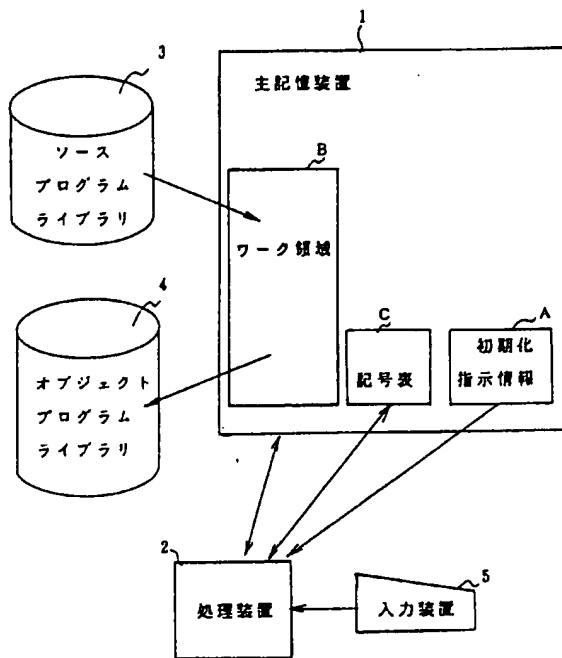 1
3
主記憶装置
ソース
プログラム
ライブラリ
B
ワーク領域
4
オブジェクト
プログラム
ライブラリ
C
記号表
A
初期化
指示情報
2
処理装置
5
入力装置